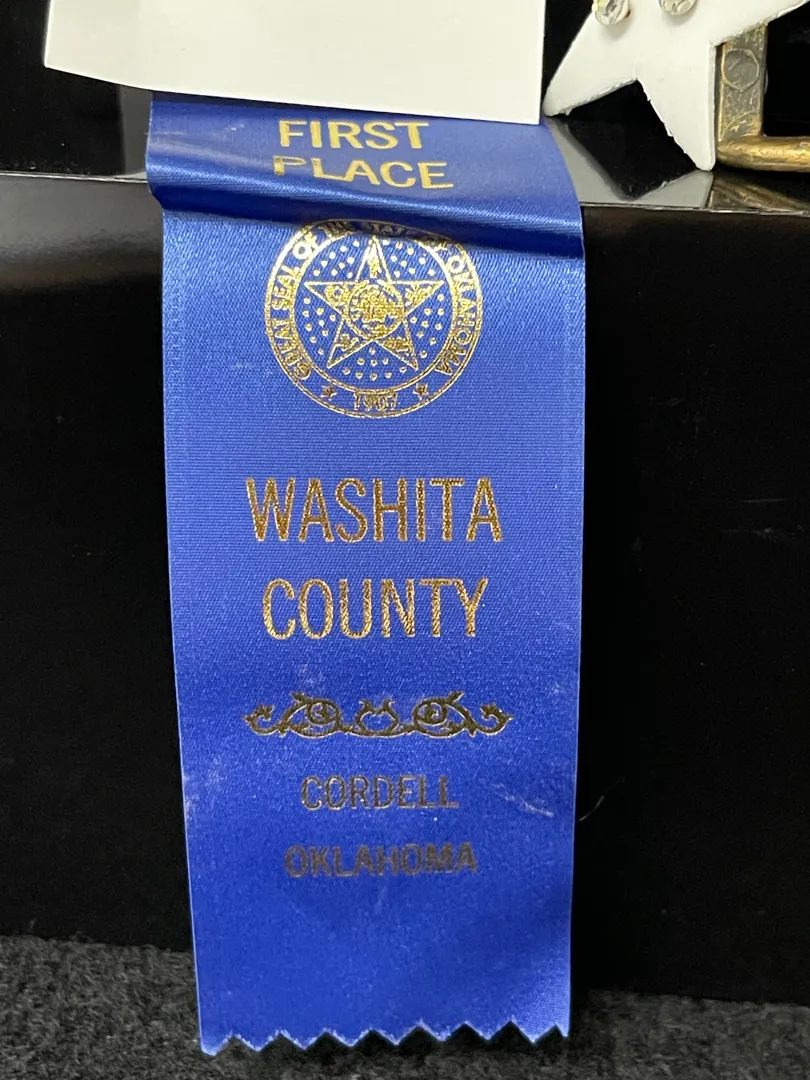 FIRST
PLACE
GREAT SEAL OF THE STATE OF OKLAHOMA
1907
WASHITA
COUNTY
CORDELL
OKLAHOMA